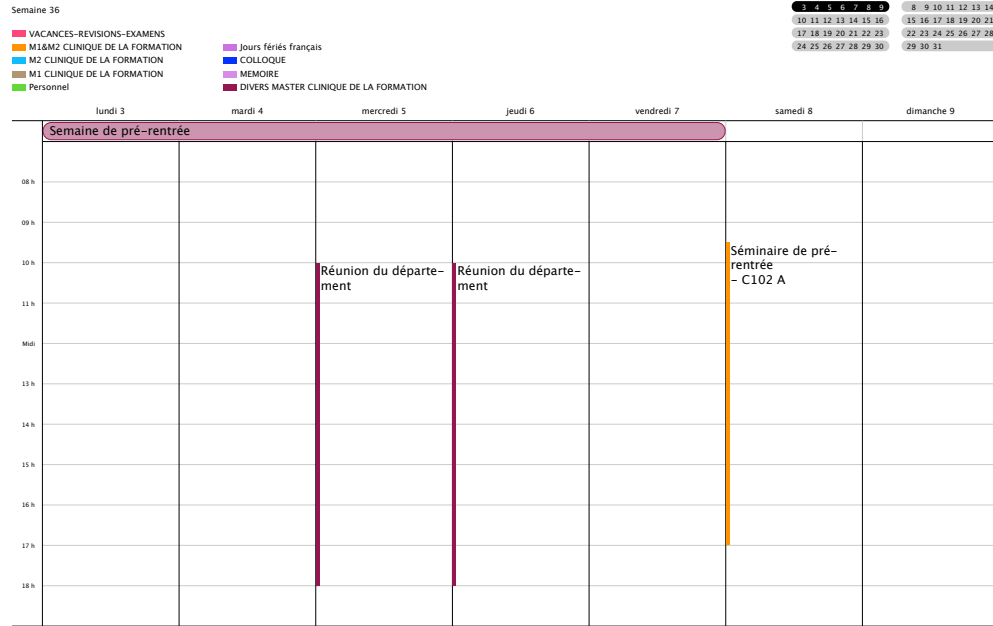 Semaine 36
3 4 5 6 7 8 9
8 9 10 11 12 13 14
10 11 12 13 14 15 16
15 16 17 18 19 20 21
17 18 19 20 21 22 23
22 23 24 25 26 27 28
24 25 26 27 28 29 30
29 30 31
VACANCES-REVISIONS-EXAMENS
M1&M2 CLINIQUE DE LA FORMATION
Jours fériés français
M2 CLINIQUE DE LA FORMATION
COLLOQUE
M1 CLINIQUE DE LA FORMATION
MEMOIRE
Personnel
DIVERS MASTER CLINIQUE DE LA FORMATION
lundi 3 mardi 4 mercredi 5 jeudi 6 vendredi 7 samedi 8 dimanche 9
Semaine de pré-rentrée
08 h
09 h
10 h
11 h
Midi
13 h
14 h
15 h
16 h
17 h
18 h
Réunion du départe-
ment
Réunion du départe-
ment
Séminaire de pré-
rentrée
- C102 A